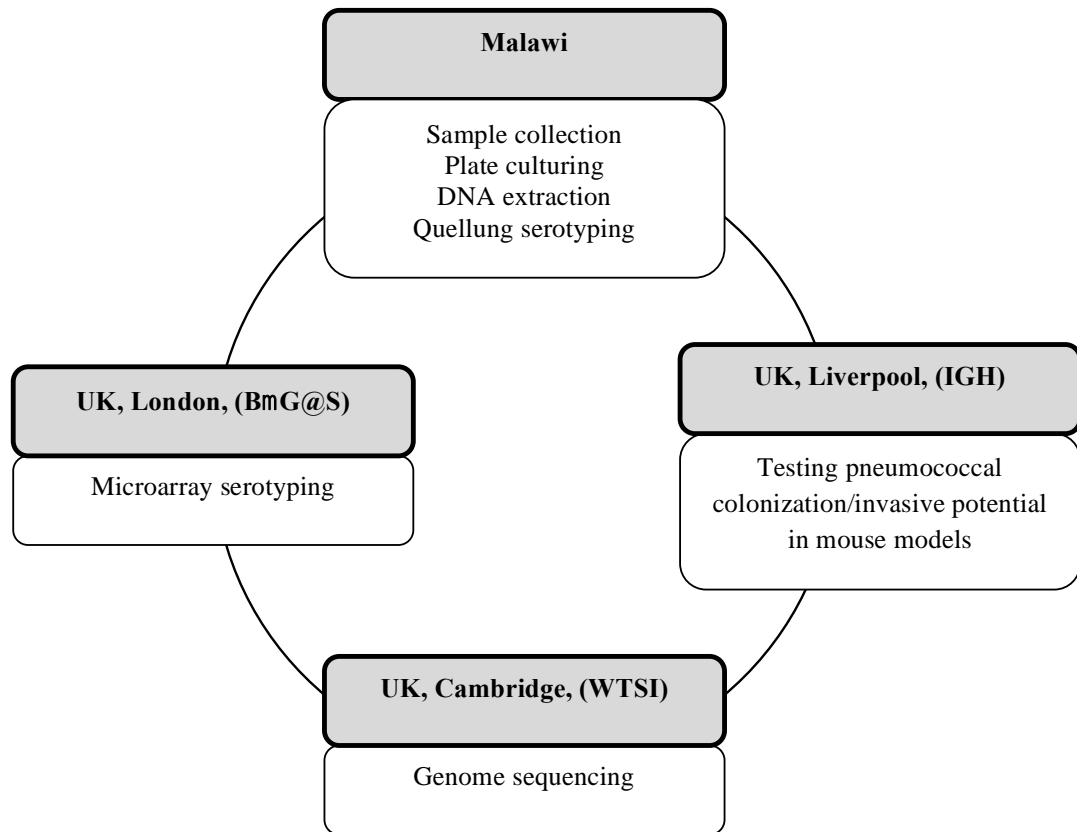 Malawi
Sample collection
Plate culturing
DNA extraction
Quellung serotyping
UK, London, (BmG@S)
Microarray serotyping
UK, Liverpool, (IGH)
Testing pneumococcal
colonization/invasive potential
in mouse models
UK, Cambridge, (WTSI)
Genome sequencing